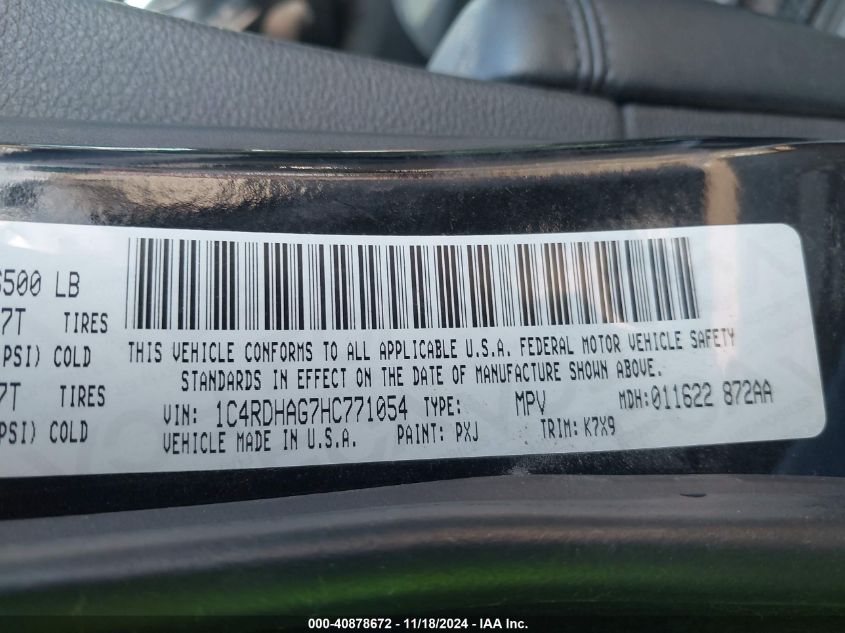 500 LB
7T TIRES
PSI) COLD
7T TIRES
PSI) COLD
THIS VEHICLE CONFORMS TO ALL APPLICABLE U.S.A. FEDERAL MOTOR VEHICLE SAFETY
STANDARDS IN EFFECT ON THE DATE OF MANUFACTURE SHOWN ABOVE.
VIN: 1C4RDHAG7HC771054 TYPE: MPV MDH: 011622 872AA
VEHICLE MADE IN U.S.A. PAINT: PXJ TRIM: K7X9
000-40878672 - 11/18/2024 - IAA Inc.